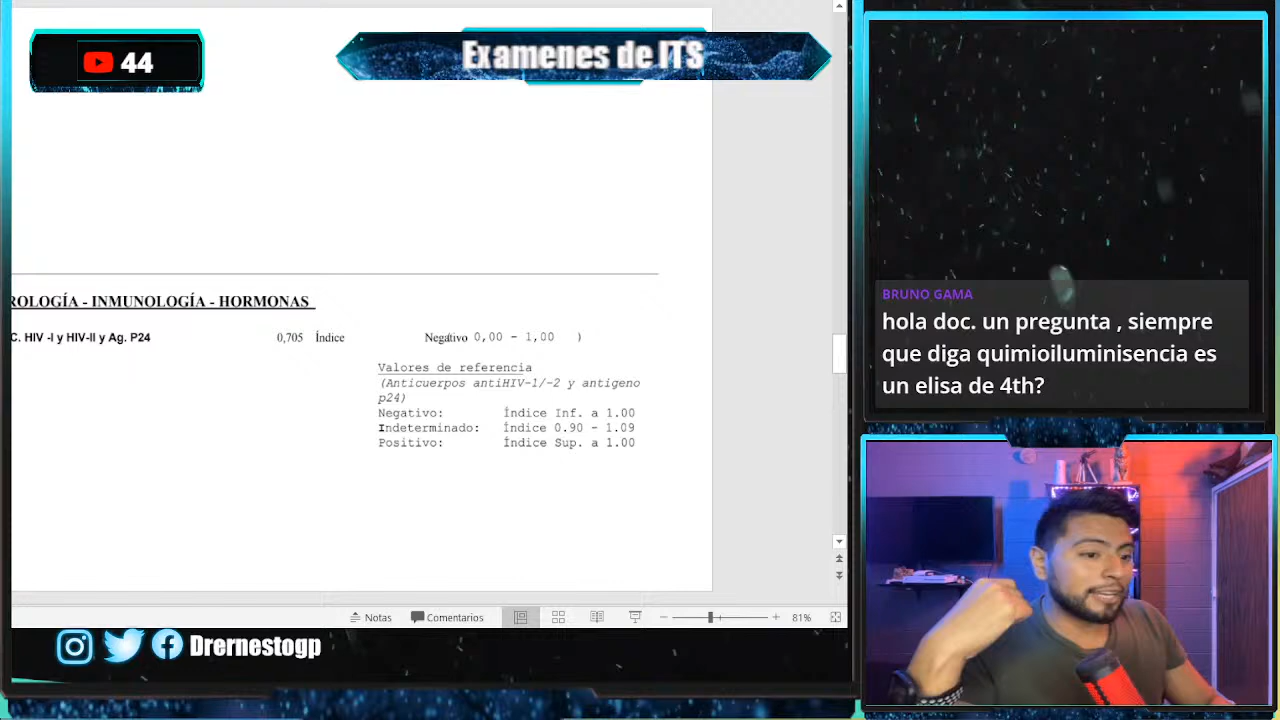 44
Examenes de ITS
ROLOGÍA - INMUNOLOGÍA - HORMONAS
C. HIV -I y HIV-II y Ag. P24 0,705 Índice Negativo 0,00 - 1,00 )
Valores de referencia
(Anticuerpos antiHIV-1/-2 y antígeno
p24)
Negativo: Índice Inf. a 1.00
Indeterminado: Índice 0.90 - 1.09
Positivo: Índice Sup. a 1.00
Notas Comentarios 81%
Drernestogp
BRUNO GAMA
hola doc. un pregunta , siempre
que diga quimioiluminisencia es
un elisa de 4th?